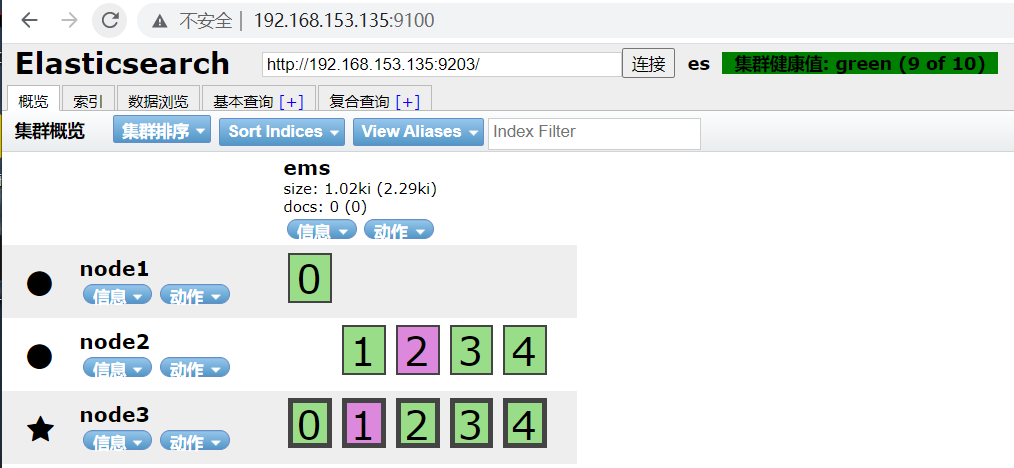 不安全 | 192.168.153.135:9100
Elasticsearch http://192.168.153.135:9203/ 连接 es 集群健康值: green (9 of 10)
概览 索引 数据浏览 基本查询 [+] 复合查询 [+]
集群概览 集群排序 Sort Indices View Aliases Index Filter
ems
size: 1.02ki (2.29ki)
docs: 0 (0)
信息 动作
node1
信息 动作
0
node2
信息 动作
1 2 3 4
node3
信息 动作
0 1 2 3 4